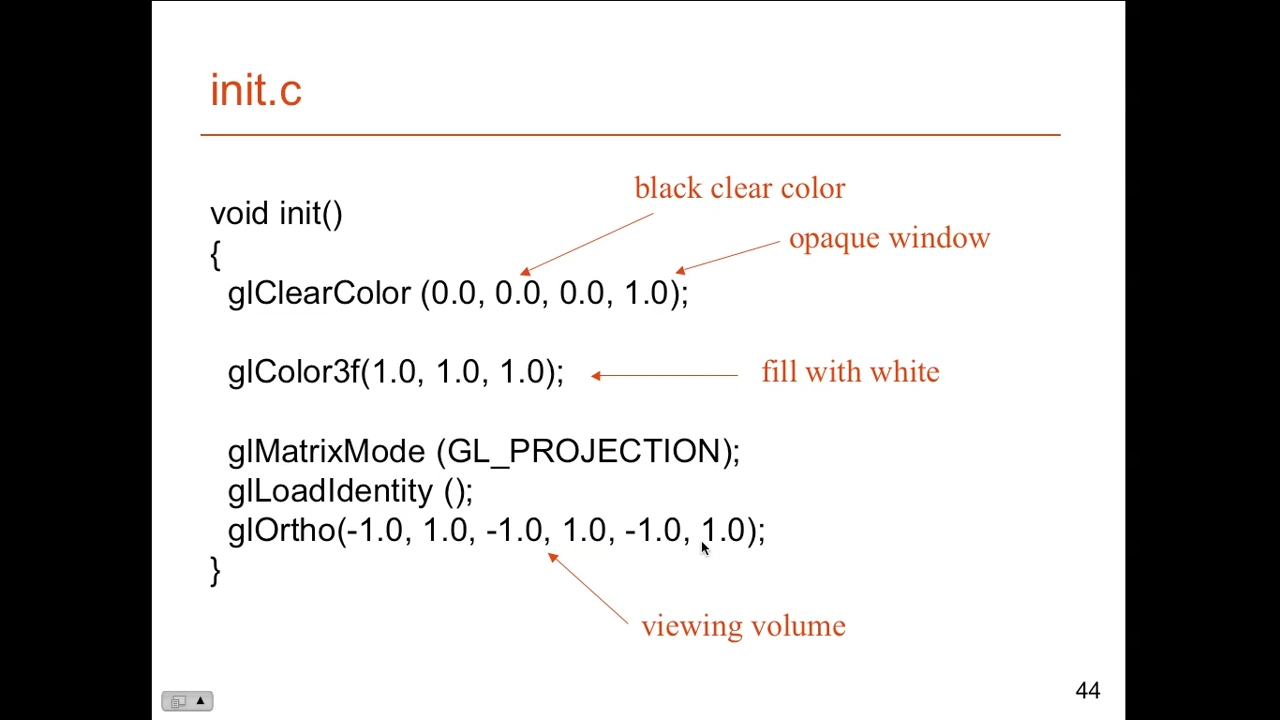 init.c
black clear color
void init()
opaque window
{
glClearColor (0.0, 0.0, 0.0, 1.0);
glColor3f(1.0, 1.0, 1.0);
fill with white
glMatrixMode (GL_PROJECTION);
glLoadIdentity ();
glOrtho(-1.0, 1.0, -1.0, 1.0, -1.0, 1.0);
}
viewing volume
44